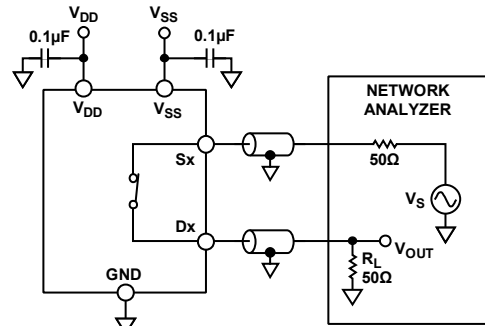 VDD
VSS
0.1µF
0.1µF
VDD
VSS
NETWORK
ANALYZER
Sx
50Ω
VS
Dx
VOUT
RL
50Ω
GND